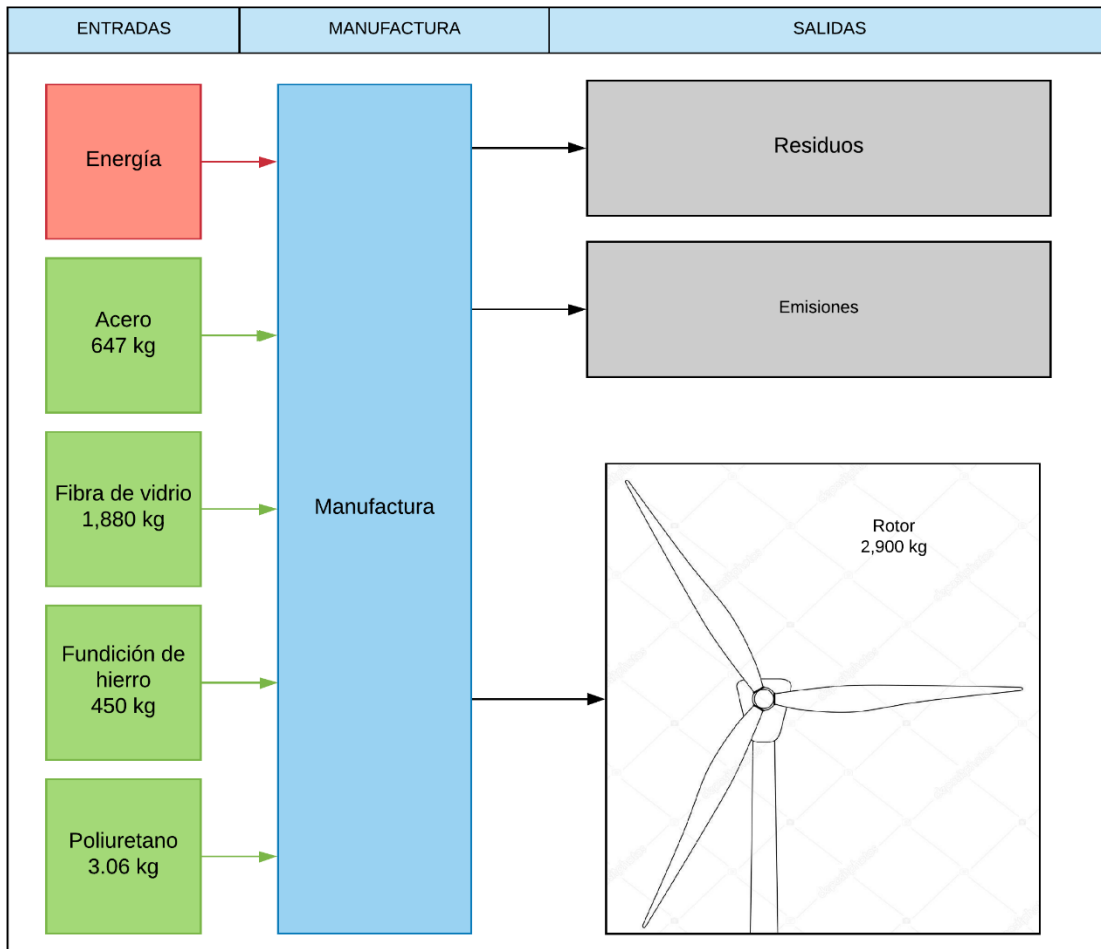 ENTRADAS
MANUFACTURA
SALIDAS
Energía
Acero
647 kg
Fibra de vidrio
1,880 kg
Fundición de
hierro
450 kg
Poliuretano
3.06 kg
Manufactura
Residuos
Emisiones
Rotor
2,900 kg